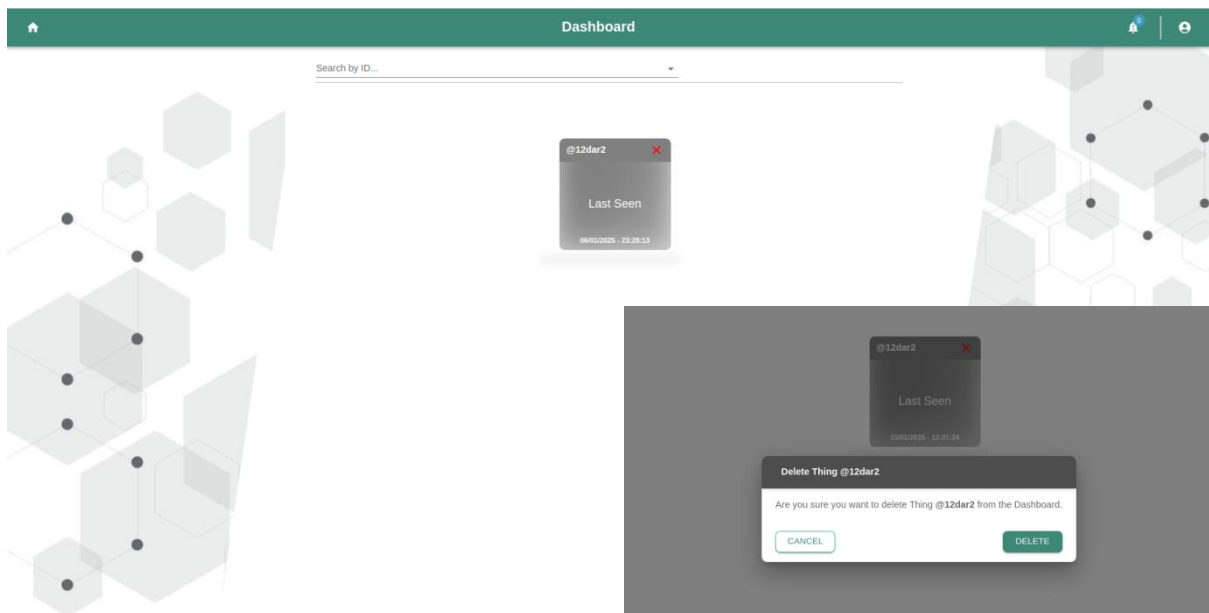 Dashboard
0
Search by ID...
@12dar2
Last Seen
06/01/2025 - 23:28:13
@12dar2
Last Seen
15/01/2025 - 12:31:34
Delete Thing @12dar2
Are you sure you want to delete Thing @12dar2 from the Dashboard.
CANCEL
DELETE